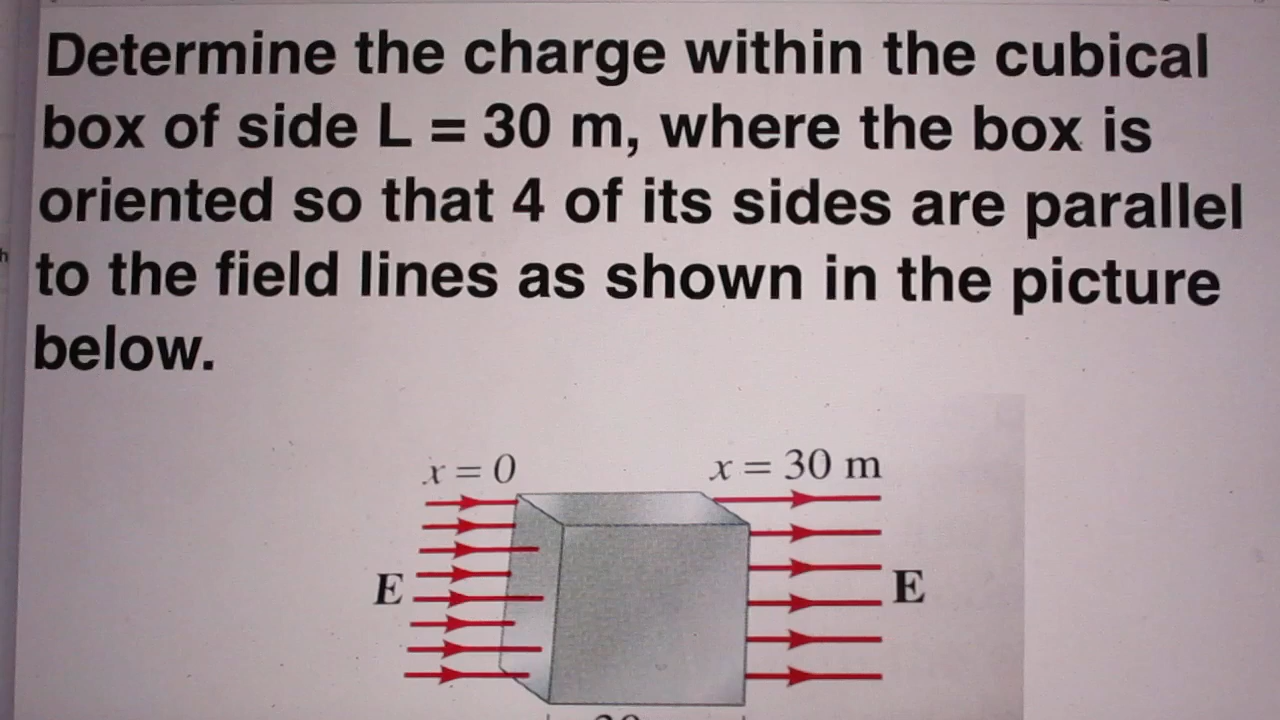 Determine the charge within the cubical
box of side L = 30 m, where the box is
oriented so that 4 of its sides are parallel
to the field lines as shown in the picture
below.
x = 0
x = 30 m
E
E